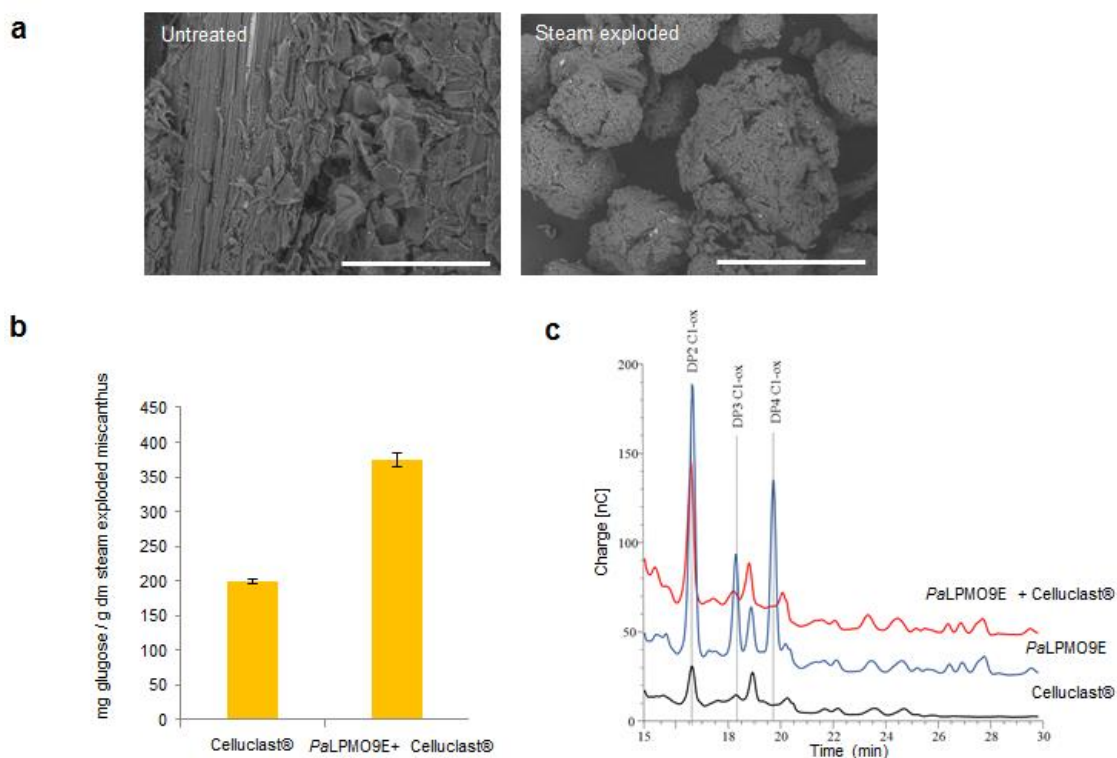 a
Untreated
Steam exploded
b
mg glugose / g dm steam exploded miscanthus
450
400
350
300
250
200
150
100
50
0
Celluclast®
PaLPMO9E+ Celluclast®
c
DP2 C1-ox
DP3 C1-ox
DP4 C1-ox
Charge [nC]
200
150
100
50
0
PaLPMO9E + Celluclast®
PaLPMO9E
Celluclast®
15
18
20
22
24
26
28
30
Time (min)